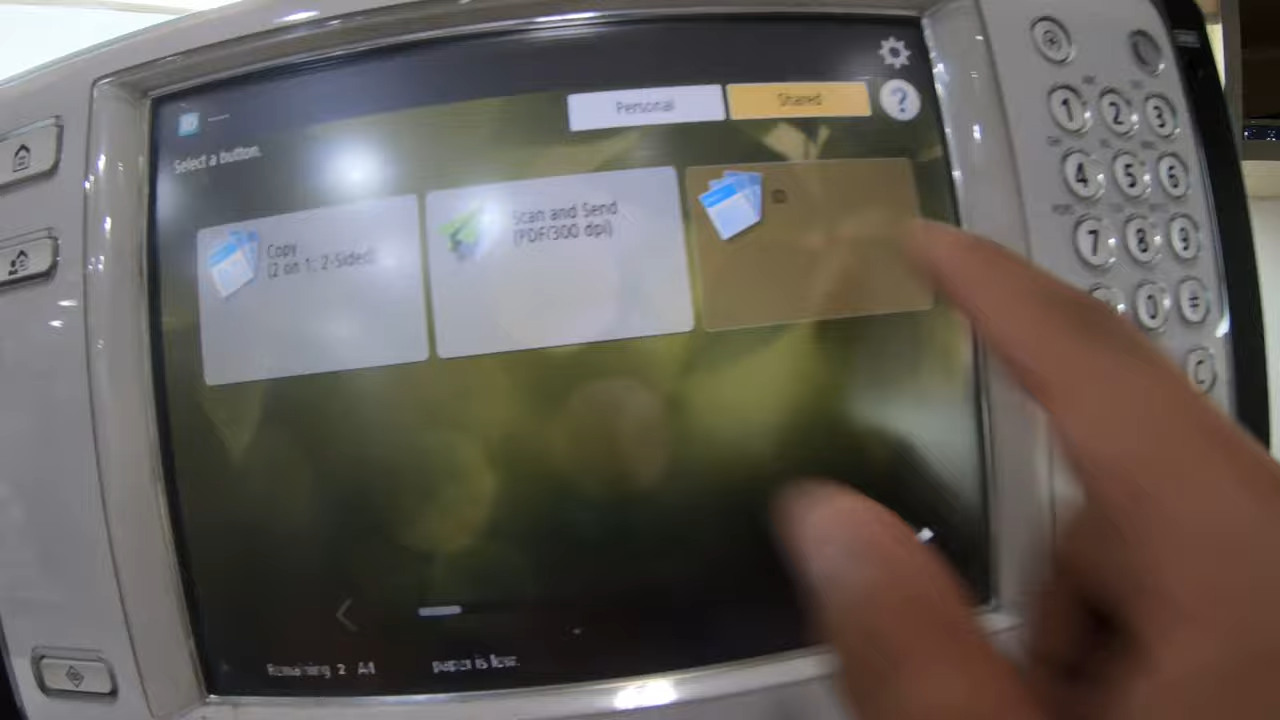 Personal
Shared
?
Select a button.
Copy
(2 on 1: 2-Sided)
Scan and Send
(PDF(300 dpi)
ID
Remaining 2 A4
paper is low.
1 2 3
4 5 6
7 8 9
0 #
C